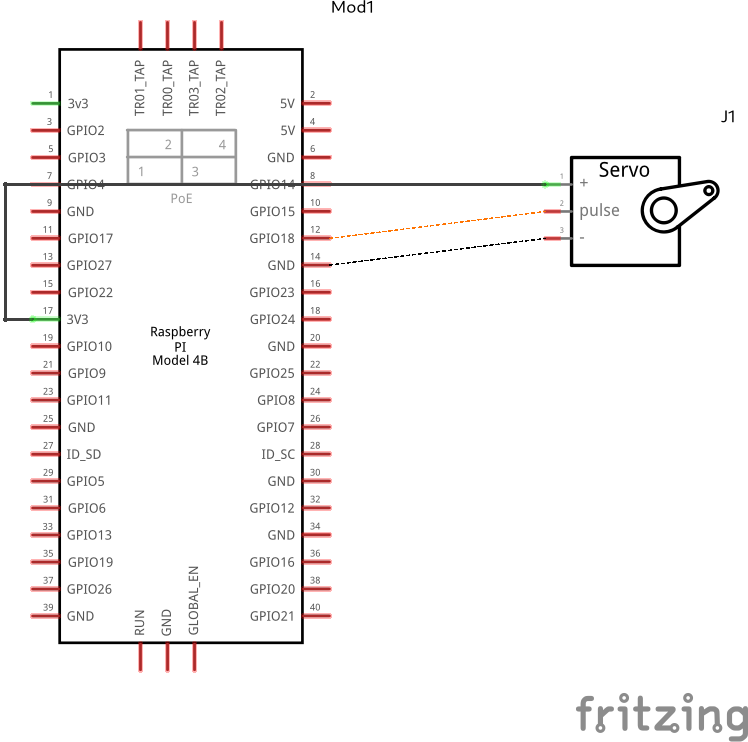 Mod1
TR01_TAP
TR00_TAP
TR03_TAP
TR02_TAP
1 3v3 5V 2
3 GPIO2 5V 4
5 GPIO3 GND 6
2 4
1 3
PoE
7 GPIO4 GPIO14 8
9 GND GPIO15 10
11 GPIO17 GPIO18 12
13 GPIO27 GND 14
15 GPIO22 GPIO23 16
17 3V3 GPIO24 18
19 GPIO10 GND 20
21 GPIO9 GPIO25 22
23 GPIO11 GPIO8 24
25 GND GPIO7 26
27 ID_SD ID_SC 28
29 GPIO5 GND 30
31 GPIO6 GPIO12 32
33 GPIO13 GND 34
35 GPIO19 GPIO16 36
37 GPIO26 GPIO20 38
39 GND GPIO21 40
Raspberry
PI
Model 4B
RUN
GND
GLOBAL_EN
J1
Servo
1 +
2 pulse
3 -
fritzing